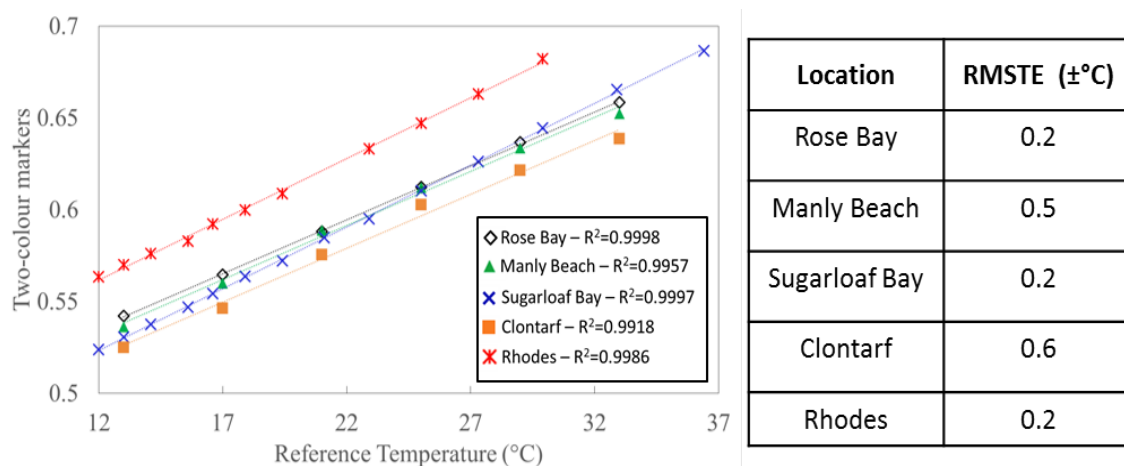 0.7
0.65
0.6
0.55
0.5
Two-colour markers
12
17
22
27
32
37
Reference Temperature (°C)
Rose Bay – R²=0.9998
Manly Beach – R²=0.9957
Sugarloaf Bay – R²=0.9997
Clontarf – R²=0.9918
Rhodes – R²=0.9986
Location RMSTE (±°C)
Rose Bay 0.2
Manly Beach 0.5
Sugarloaf Bay 0.2
Clontarf 0.6
Rhodes 0.2